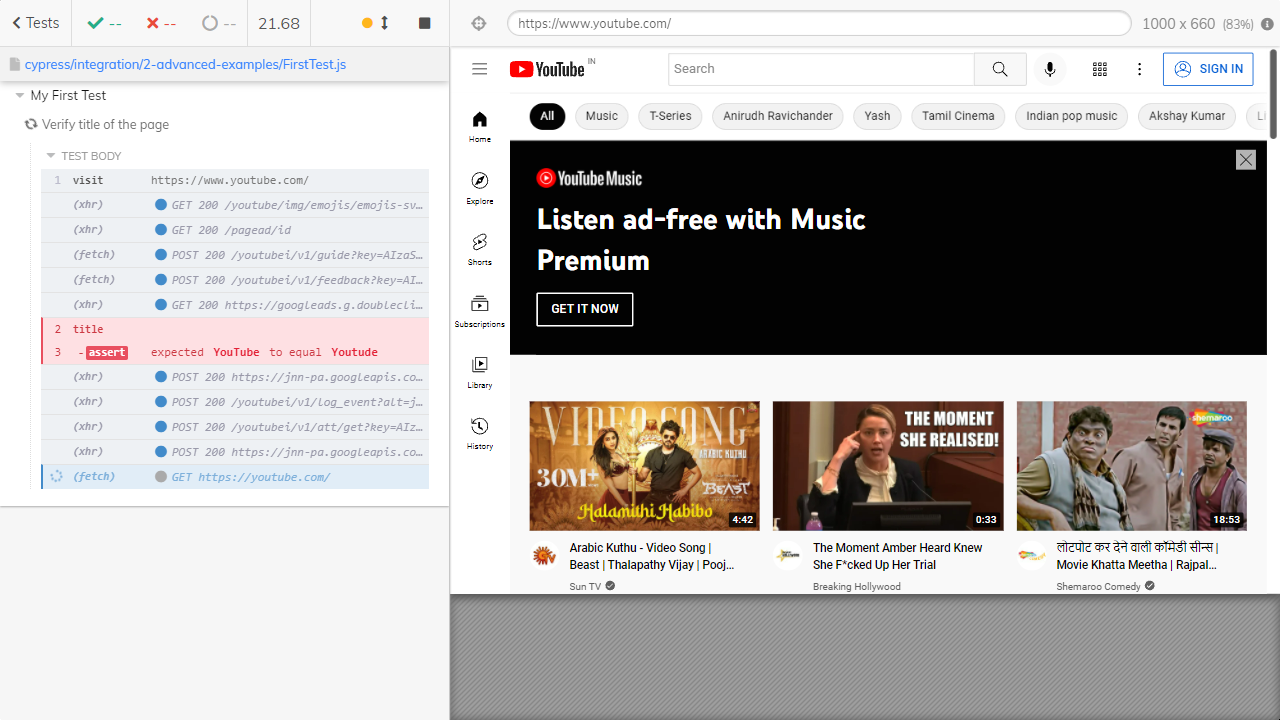 Tests
--
--
--
21.68
https://www.youtube.com/
1000 x 660 (83%)
cypress/integration/2-advanced-examples/FirstTest.js
My First Test
Verify title of the page
TEST BODY
1 visit https://www.youtube.com/
(xhr) GET 200 /youtube/img/emojis/emojis-sv...
(xhr) GET 200 /pagead/id
(fetch) POST 200 /youtubei/v1/guide?key=AIzaS...
(fetch) POST 200 /youtubei/v1/feedback?key=AI...
(xhr) GET 200 https://googleads.g.doublecli...
2 title
3 -assert expected YouTube to equal Youtude
(xhr) POST 200 https://jnn-pa.googleapis.co...
(xhr) POST 200 /youtubei/v1/log_event?alt=j...
(xhr) POST 200 /youtubei/v1/att/get?key=AIz...
(xhr) POST 200 https://jnn-pa.googleapis.co...
(fetch) GET https://youtube.com/
YouTube IN
Search
SIGN IN
Home
Explore
Shorts
Subscriptions
Library
History
All Music T-Series Anirudh Ravichander Yash Tamil Cinema Indian pop music Akshay Kumar
YouTube Music
Listen ad-free with Music
Premium
GET IT NOW
VIDEO SONG
ARABIC KUTHU
30M+
BEAST
Halamithi Habibo
4:42
THE MOMENT
SHE REALISED!
0:33
shemaroo
18:53
Arabic Kuthu - Video Song |
Beast | Thalapathy Vijay | Pooj...
Sun TV
The Moment Amber Heard Knew
She F*cked Up Her Trial
Breaking Hollywood
लोटपोट कर देने वाली कॉमेडी सीन्स |
Movie Khatta Meetha | Rajpal...
Shemaroo Comedy